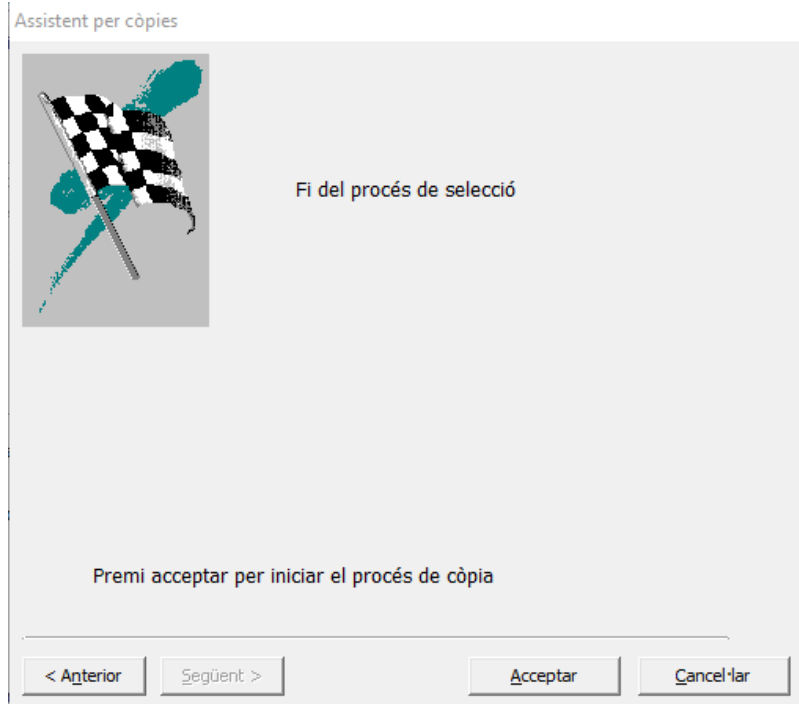 Assistent per còpies
Fi del procés de selecció
Premi acceptar per iniciar el procés de còpia
< Anterior
Següent >
Acceptar
Cancel·lar